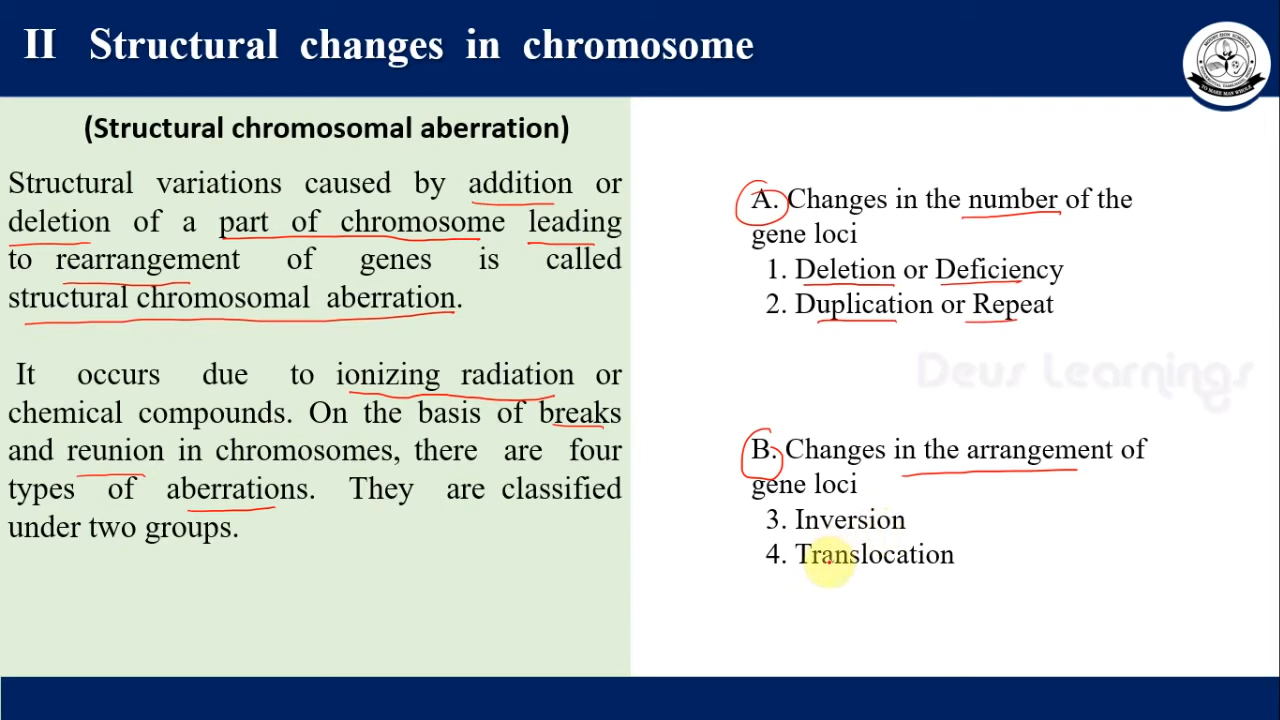 II Structural changes in chromosome
(Structural chromosomal aberration)
Structural variations caused by addition or
deletion of a part of chromosome leading
to rearrangement of genes is called
structural chromosomal aberration.
It occurs due to ionizing radiation or
chemical compounds. On the basis of breaks
and reunion in chromosomes, there are four
types of aberrations. They are classified
under two groups.
A. Changes in the number of the
gene loci
1. Deletion or Deficiency
2. Duplication or Repeat
Deus Learnings
B. Changes in the arrangement of
gene loci
3. Inversion
4. Translocation